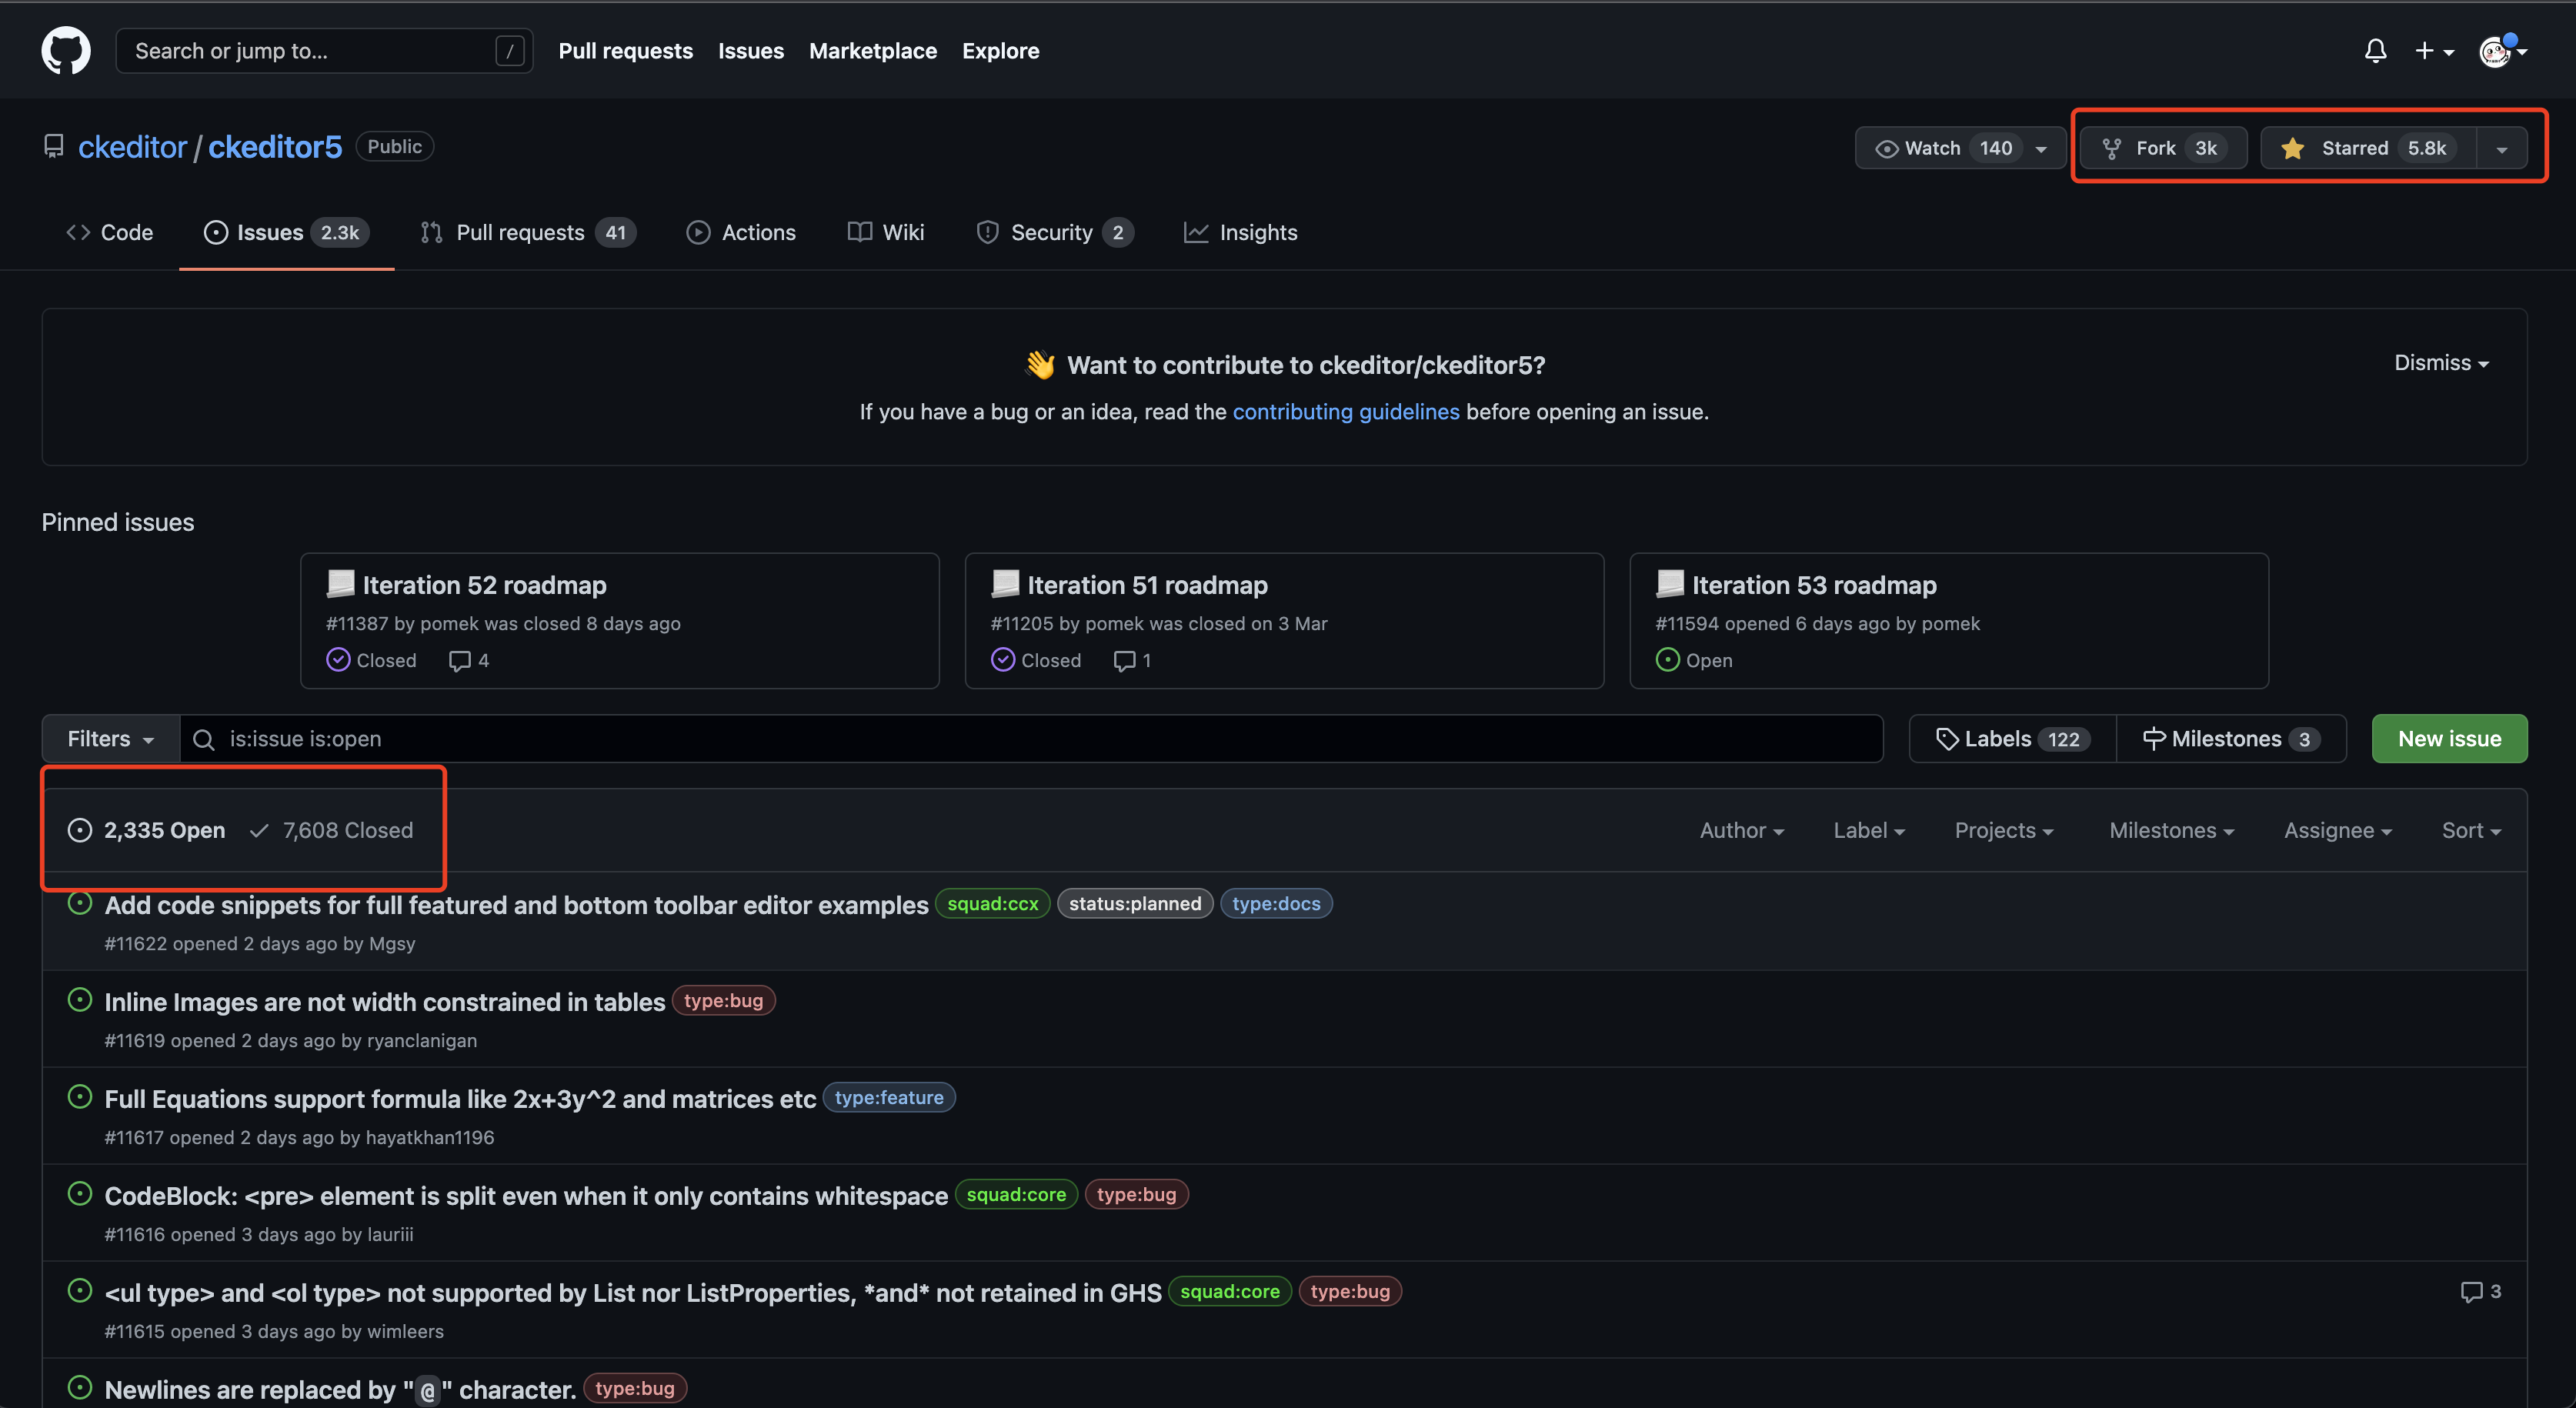 Search or jump to... /
Pull requests Issues Marketplace Explore
ckeditor / ckeditor5 Public
Watch 140 Fork 3k Starred 5.8k
Code Issues 2.3k Pull requests 41 Actions Wiki Security 2 Insights
👋 Want to contribute to ckeditor/ckeditor5?
Dismiss
If you have a bug or an idea, read the contributing guidelines before opening an issue.
Pinned issues
Iteration 52 roadmap
#11387 by pomek was closed 8 days ago
Closed 4
Iteration 51 roadmap
#11205 by pomek was closed on 3 Mar
Closed 1
Iteration 53 roadmap
#11594 opened 6 days ago by pomek
Open
Filters is:issue is:open Labels 122 Milestones 3 New issue
2,335 Open 7,608 Closed Author Label Projects Milestones Assignee Sort
Add code snippets for full featured and bottom toolbar editor examples squad:ccx status:planned type:docs
#11622 opened 2 days ago by Mgsy
Inline Images are not width constrained in tables type:bug
#11619 opened 2 days ago by ryanclanigan
Full Equations support formula like 2x+3y^2 and matrices etc type:feature
#11617 opened 2 days ago by hayatkhan1196
CodeBlock: <pre> element is split even when it only contains whitespace squad:core type:bug
#11616 opened 3 days ago by lauriii
<ul type> and <ol type> not supported by List nor ListProperties, *and* not retained in GHS squad:core type:bug 3
#11615 opened 3 days ago by wimleers
Newlines are replaced by "@" character. type:bug